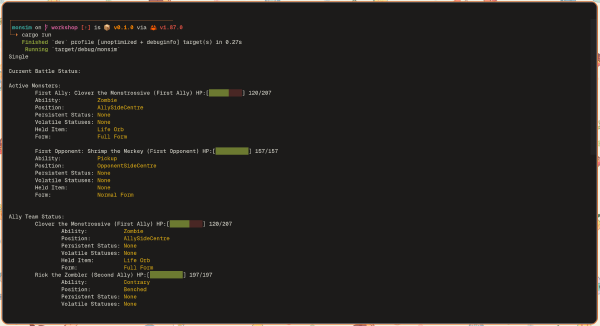 monsim on workshop [!] is v0.1.0 via v1.87.0
cargo run
Finished `dev` profile [unoptimized + debuginfo] target(s) in 0.27s
Running `target/debug/monsim`
Single
Current Battle Status:
Active Monsters:
First Ally: Clover the Monstrossive (First Ally) HP:[ ] 120/207
Ability: Zombie
Position: AllySideCentre
Persistent Status: None
Volatile Statuses: None
Held Item: Life Orb
Form: Full Form
First Opponent: Shrimp the Merkey (First Opponent) HP:[ ] 157/157
Ability: Pickup
Position: OpponentSideCentre
Persistent Status: None
Volatile Statuses: None
Held Item: None
Form: Normal Form
Ally Team Status:
Clover the Monstrossive (First Ally) HP:[ ] 120/207
Ability: Zombie
Position: AllySideCentre
Persistent Status: None
Volatile Statuses: None
Held Item: Life Orb
Form: Full Form
Rick the Zombler (Second Ally) HP:[ ] 197/197
Ability: Contrary
Position: Benched
Persistent Status: None
Volatile Statuses: None